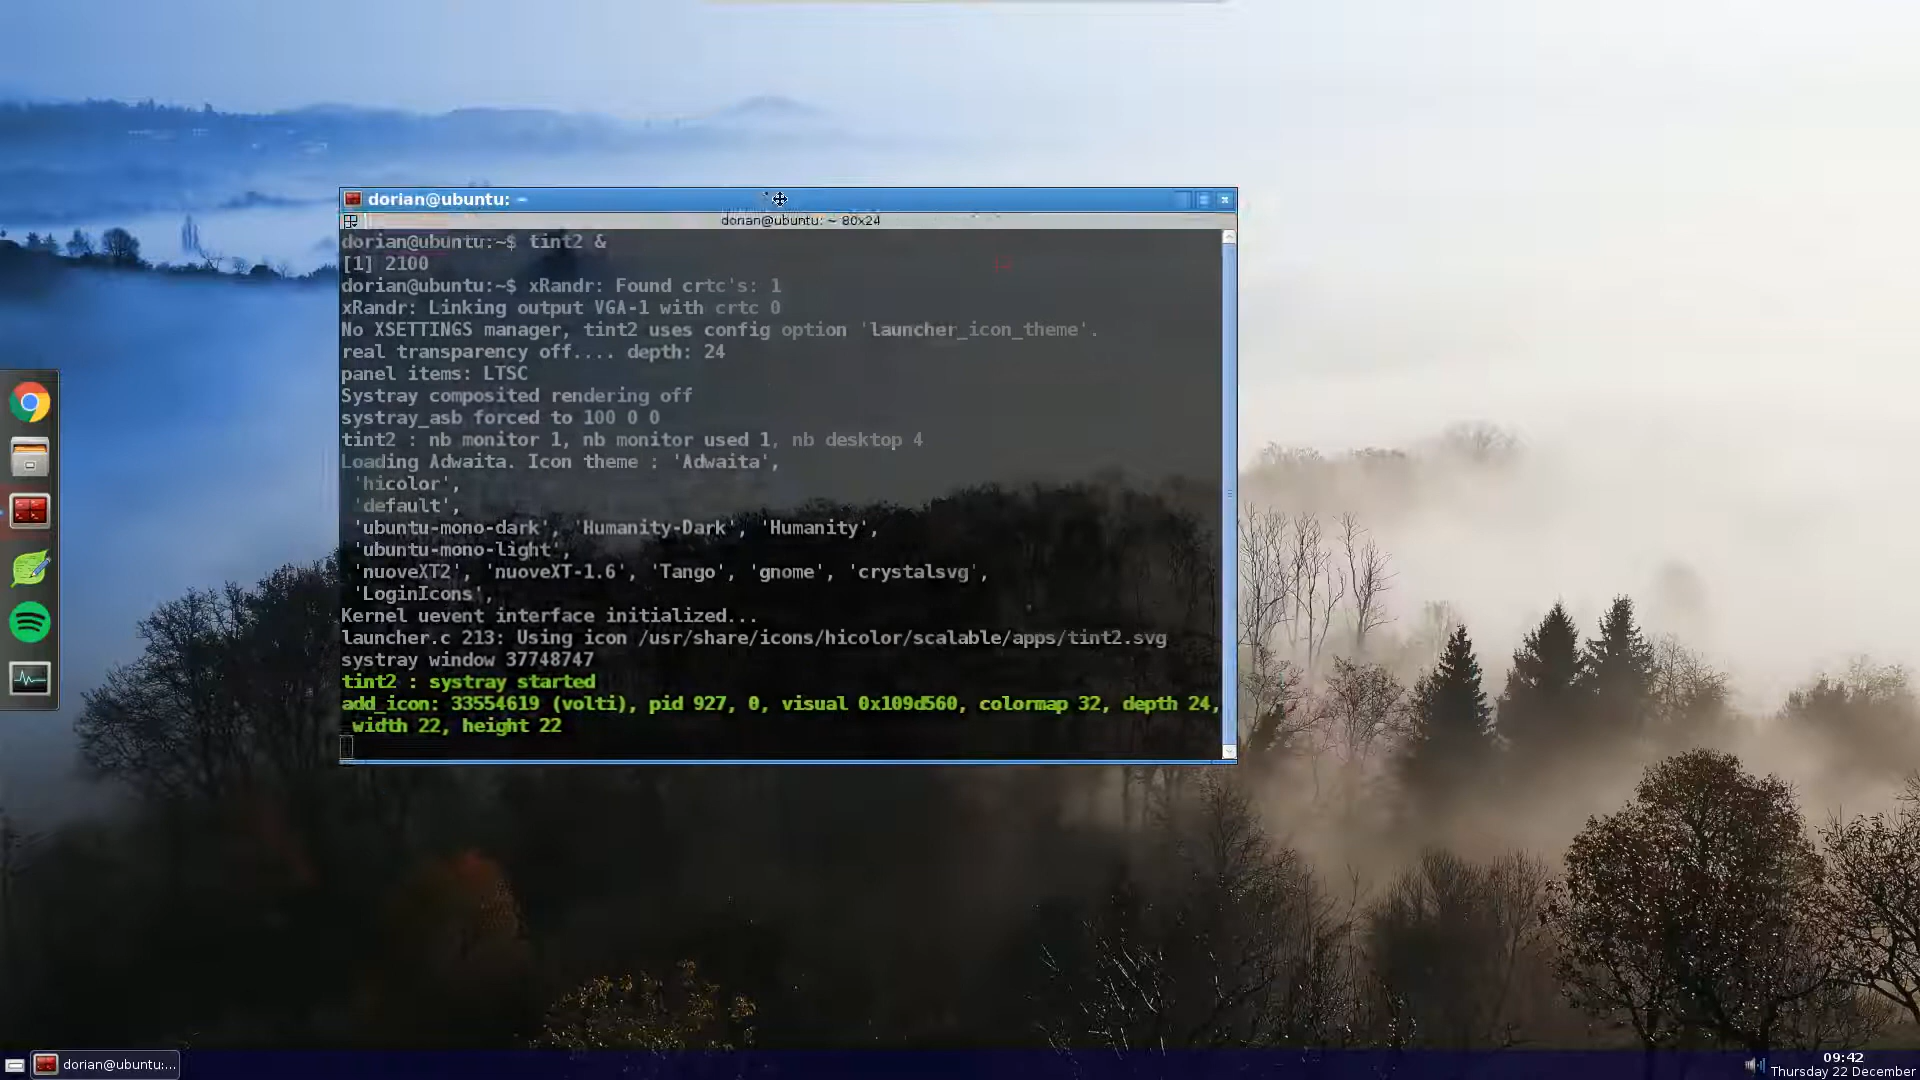 dorian@ubuntu: ~
dorian@ubuntu: ~ 80x24
dorian@ubuntu:~$ tint2 &
[1] 2100
dorian@ubuntu:~$ xRandr: Found crtc's: 1
xRandr: Linking output VGA-1 with crtc 0
No XSETTINGS manager, tint2 uses config option 'launcher_icon_theme'.
real transparency off.... depth: 24
panel items: LTSC
Systray composited rendering off
systray_asb forced to 100 0 0
tint2 : nb monitor 1, nb monitor used 1, nb desktop 4
Loading Adwaita. Icon theme : 'Adwaita',
'hicolor',
'default',
'ubuntu-mono-dark', 'Humanity-Dark', 'Humanity',
'ubuntu-mono-light',
'nuoveXT2', 'nuoveXT-1.6', 'Tango', 'gnome', 'crystalsvg',
'LoginIcons',
Kernel uevent interface initialized...
launcher.c 213: Using icon /usr/share/icons/hicolor/scalable/apps/tint2.svg
systray window 37748747
tint2 : systray started
add_icon: 33554619 (volti), pid 927, 0, visual 0x109d560, colormap 32, depth 24,
width 22, height 22
dorian@ubuntu:...
09:42
Thursday 22 December